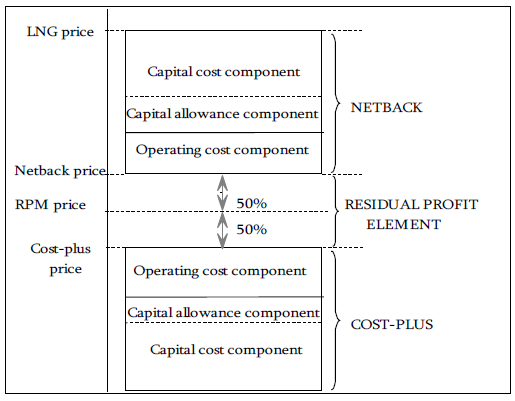 LNG price
Capital cost component
Capital allowance component
NETBACK
Operating cost component
Netback price
50%
RPM price
RESIDUAL PROFIT
ELEMENT
50%
Cost-plus
price
Operating cost component
Capital allowance component
COST-PLUS
Capital cost component